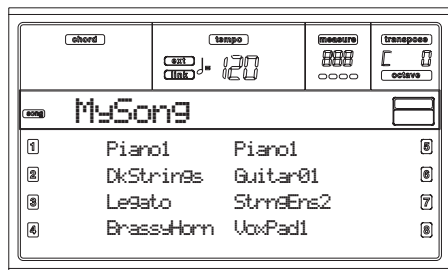 chord tempo measure transpose
ext link ♩= 120 888 C 0
octave
song MySong
1 Piano1 Piano1 5
2 DkStrings Guitar01 6
3 Legato StrngEns2 7
4 BrassyHorn VoxPad1 8